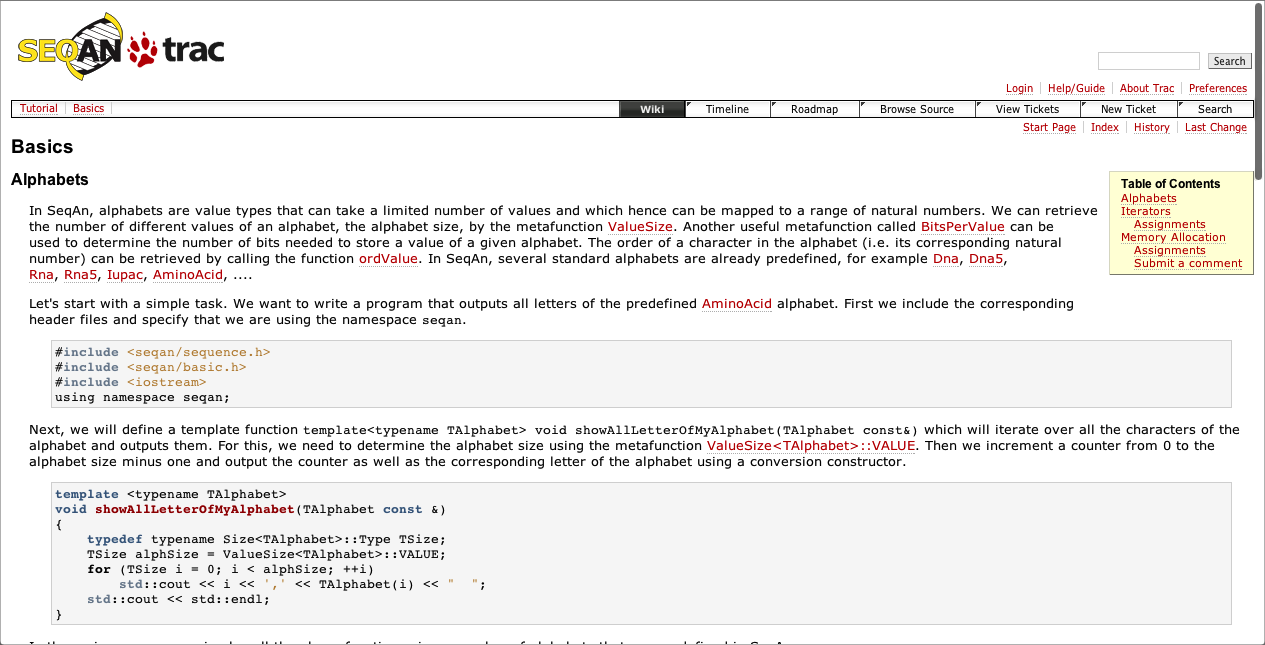 SEQAN trac
Search
Login Help/Guide About Trac Preferences
Tutorial Basics Wiki Timeline Roadmap Browse Source View Tickets New Ticket Search
Start Page Index History Last Change
Basics
Alphabets
Table of Contents
Alphabets
Iterators
Assignments
Memory Allocation
Assignments
Submit a comment
In SeqAn, alphabets are value types that can take a limited number of values and which hence can be mapped to a range of natural numbers. We can retrieve
the number of different values of an alphabet, the alphabet size, by the metafunction ValueSize. Another useful metafunction called BitsPerValue can be
used to determine the number of bits needed to store a value of a given alphabet. The order of a character in the alphabet (i.e. its corresponding natural
number) can be retrieved by calling the function ordValue. In SeqAn, several standard alphabets are already predefined, for example Dna, Dna5,
Rna, Rna5, Iupac, AminoAcid, ....
Let's start with a simple task. We want to write a program that outputs all letters of the predefined AminoAcid alphabet. First we include the corresponding
header files and specify that we are using the namespace seqan.
#include <seqan/sequence.h>
#include <seqan/basic.h>
#include <iostream>
using namespace seqan;
Next, we will define a template function template<typename TAlphabet> void showAllLetterOfMyAlphabet(TAlphabet const&) which will iterate over all the characters of the
alphabet and outputs them. For this, we need to determine the alphabet size using the metafunction ValueSize<TAlphabet>::VALUE. Then we increment a counter from 0 to the
alphabet size minus one and output the counter as well as the corresponding letter of the alphabet using a conversion constructor.
template <typename TAlphabet>
void showAllLetterOfMyAlphabet(TAlphabet const &)
{
    typedef typename Size<TAlphabet>::Type TSize;
    TSize alphSize = ValueSize<TAlphabet>::VALUE;
    for (TSize i = 0; i < alphSize; ++i)
        std::cout << i << ',' << TAlphabet(i) << "  ";
    std::cout << std::endl;
}